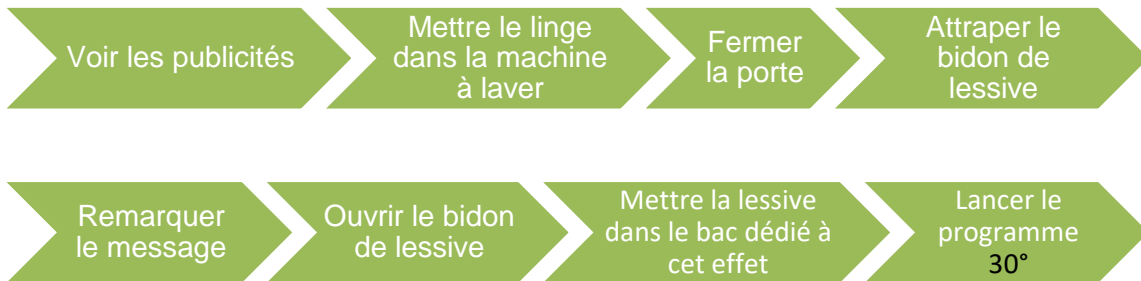 Voir les publicités
Mettre le linge
dans la machine
à laver
Fermer
la porte
Attraper le
bidon de
lessive
Remarquer
le message
Ouvrir le bidon
de lessive
Mettre la lessive
dans le bac dédié à
cet effet
Lancer le
programme
30°